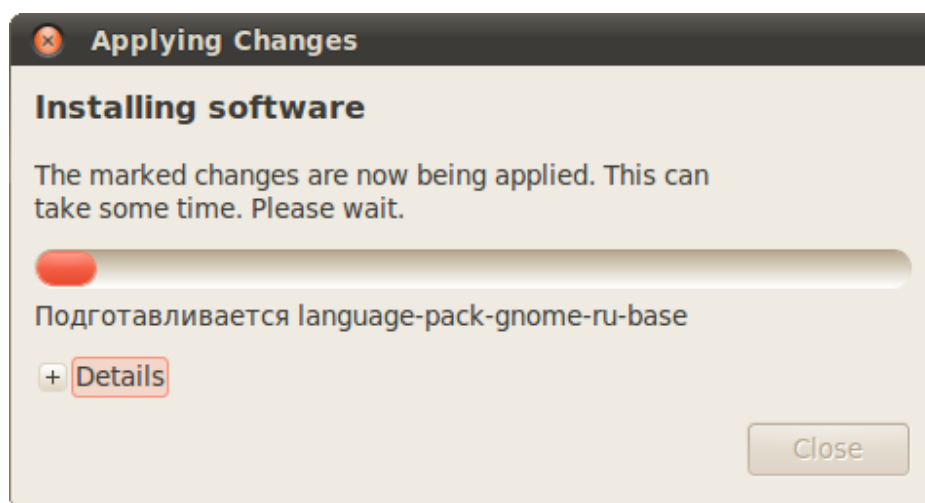 Applying Changes
Installing software
The marked changes are now being applied. This can
take some time. Please wait.
Подготавливается language-pack-gnome-ru-base
+ Details
Close